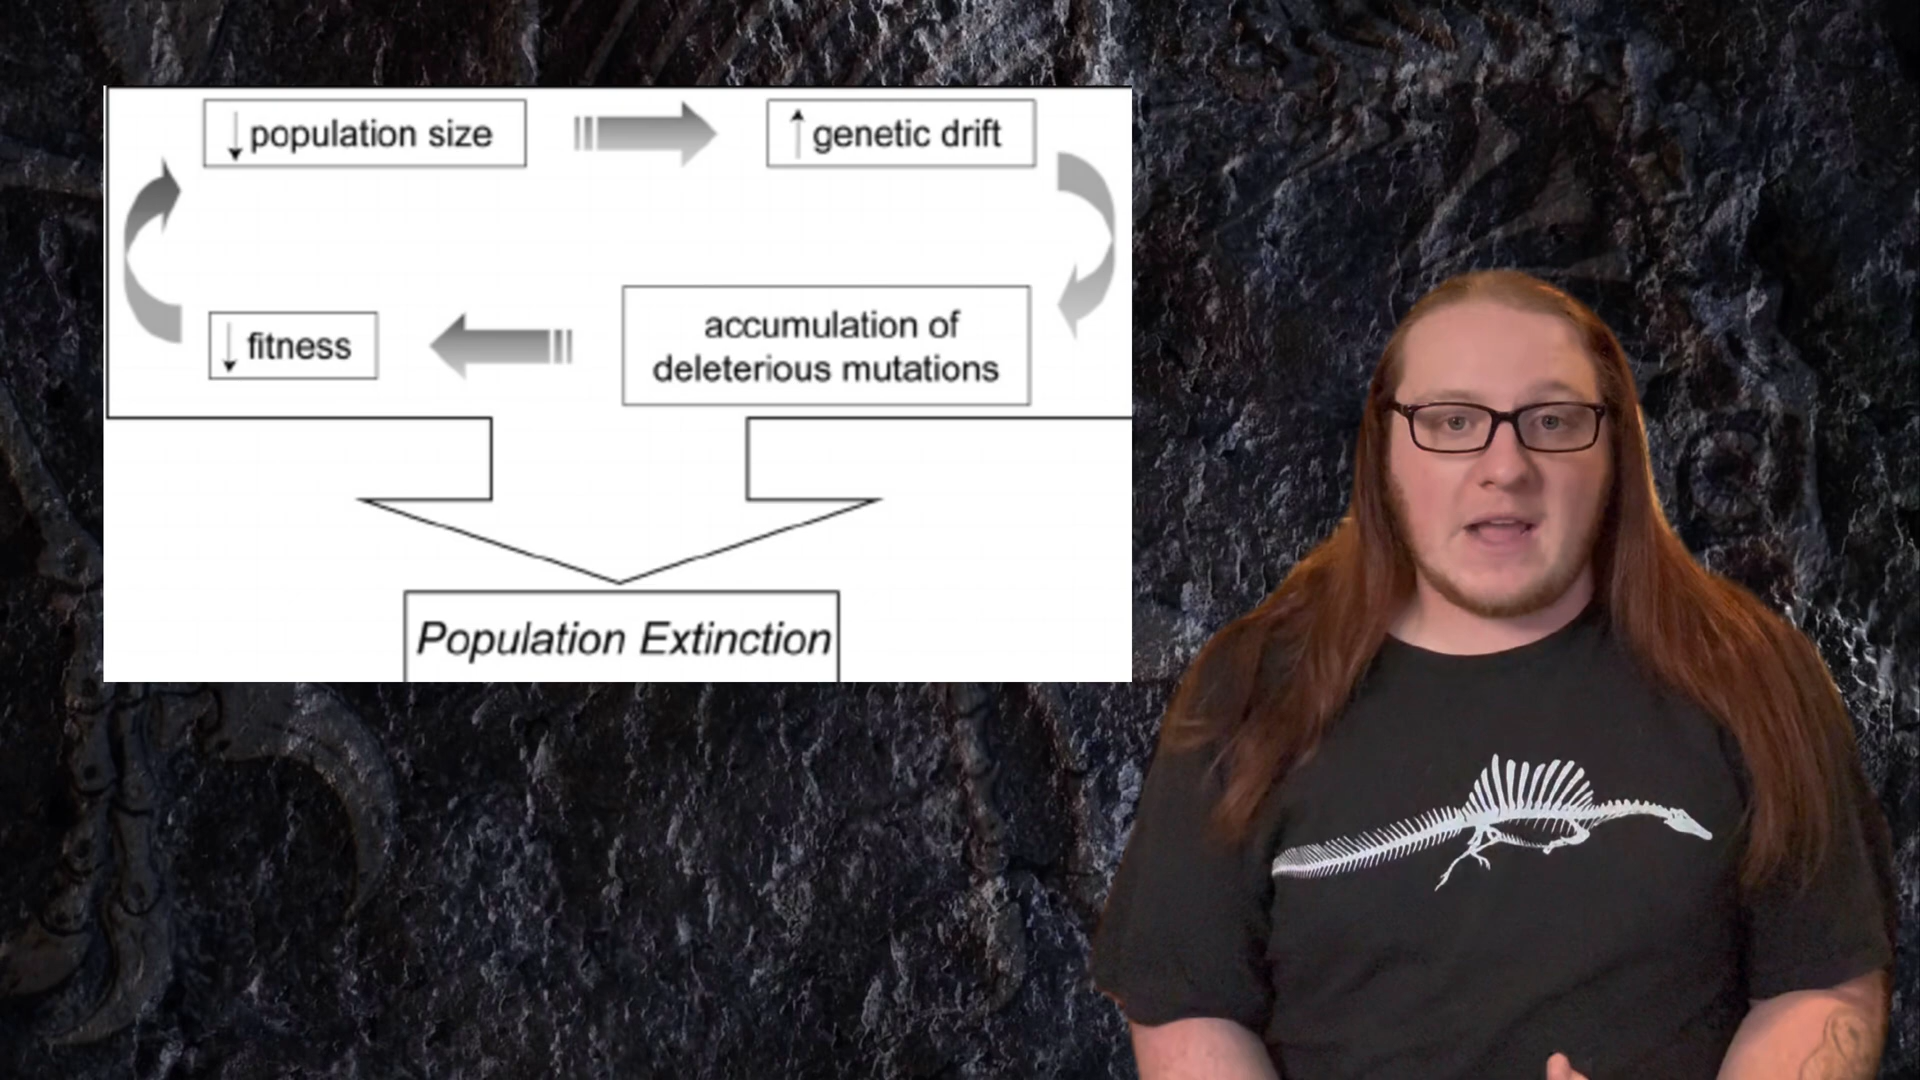 ↓ population size
↑ genetic drift
accumulation of
deleterious mutations
↓ fitness
Population Extinction